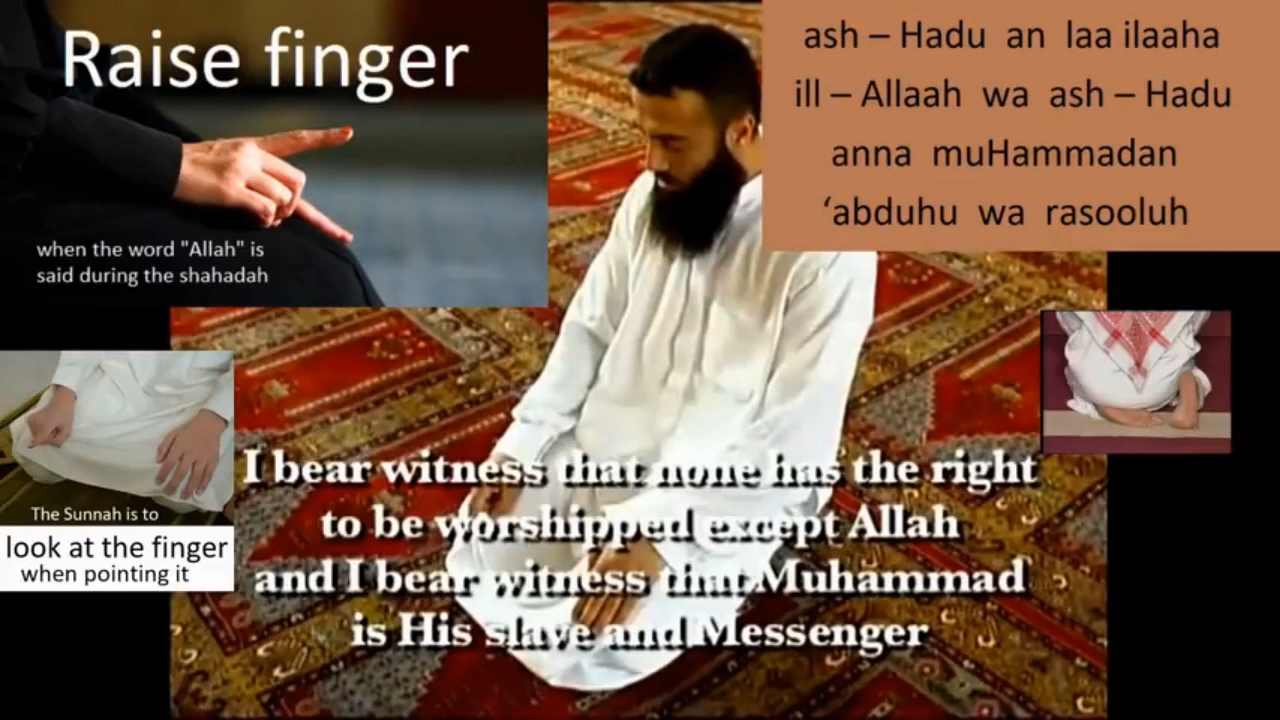 Raise finger
when the word "Allah" is
said during the shahadah
ash – Hadu an laa ilaaha
ill – Allaah wa ash – Hadu
anna muHammadan
‘abduhu wa rasooluh
The Sunnah is to
look at the finger
when pointing it
I bear witness that none has the right
to be worshipped except Allah
and I bear witness that Muhammad
is His slave and Messenger